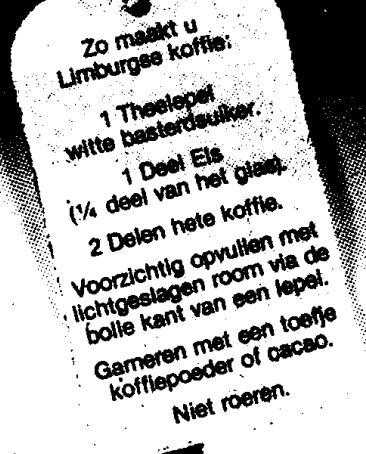 Zo maakt u
Limburgse koffie:
1 Theelepel
witte basterdsuiker.
1 Deel Els
(¼ deel van het glas).
2 Delen hete koffie.
Voorzichtig opvullen met
lichtgeslagen room via de
bolle kant van een lepel.
Garneren met een toefje
koffiepoeder of cacao.
Niet roeren.